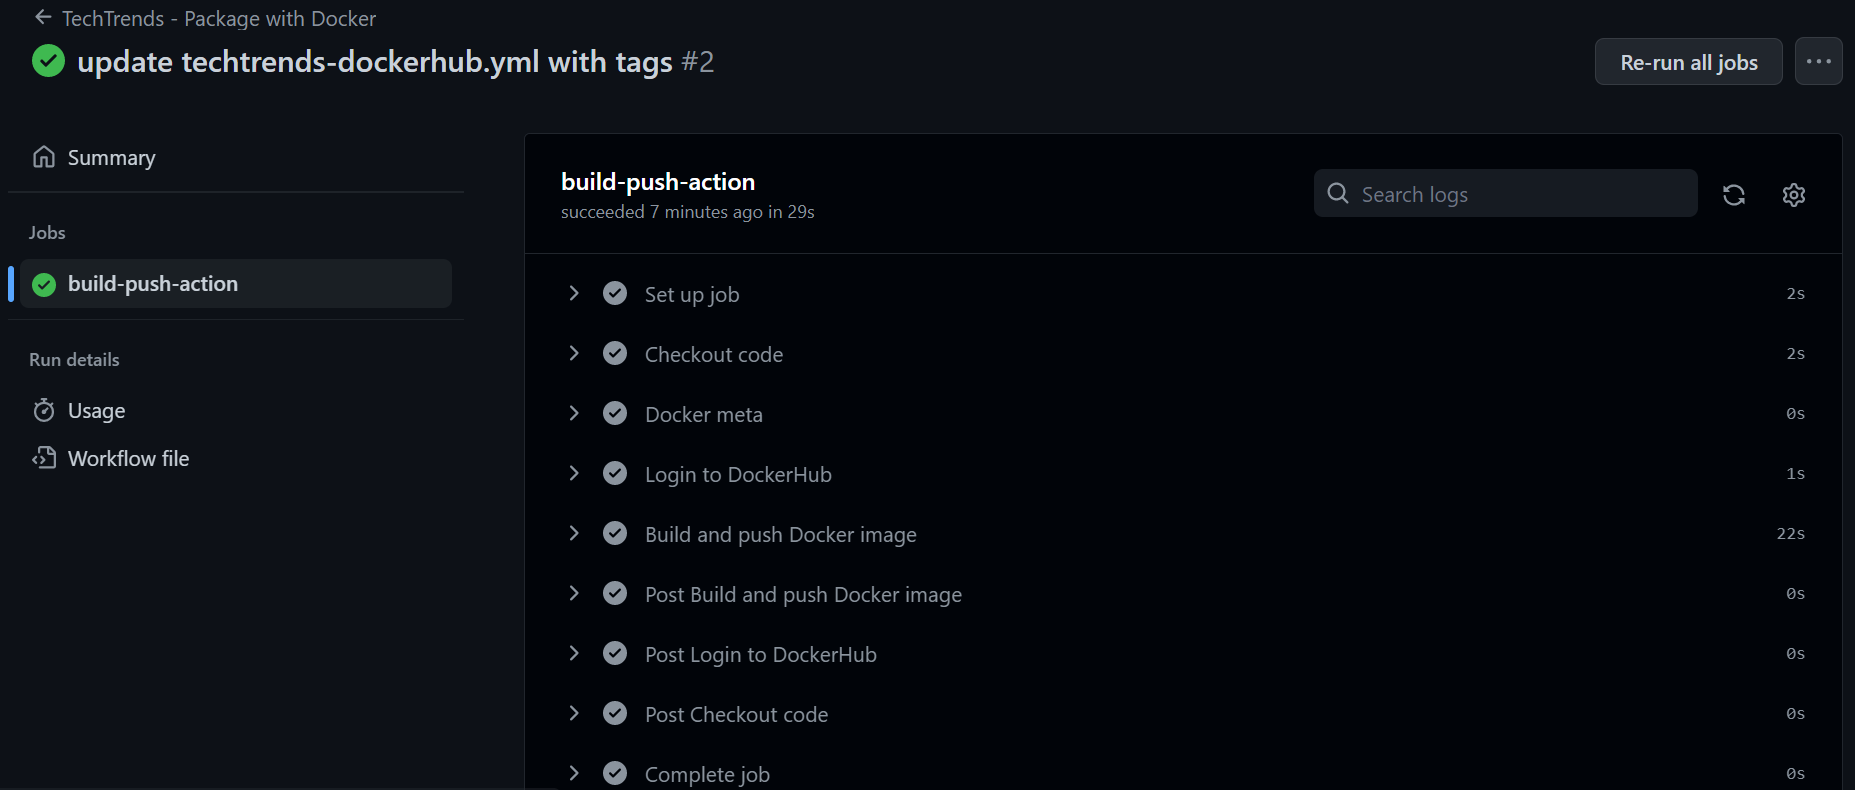 TechTrends - Package with Docker
update techtrends-dockerhub.yml with tags #2
Re-run all jobs
Summary
Jobs
build-push-action
Run details
Usage
Workflow file
build-push-action
succeeded 7 minutes ago in 29s
Search logs
Set up job 2s
Checkout code 2s
Docker meta 0s
Login to DockerHub 1s
Build and push Docker image 22s
Post Build and push Docker image 0s
Post Login to DockerHub 0s
Post Checkout code 0s
Complete job 0s